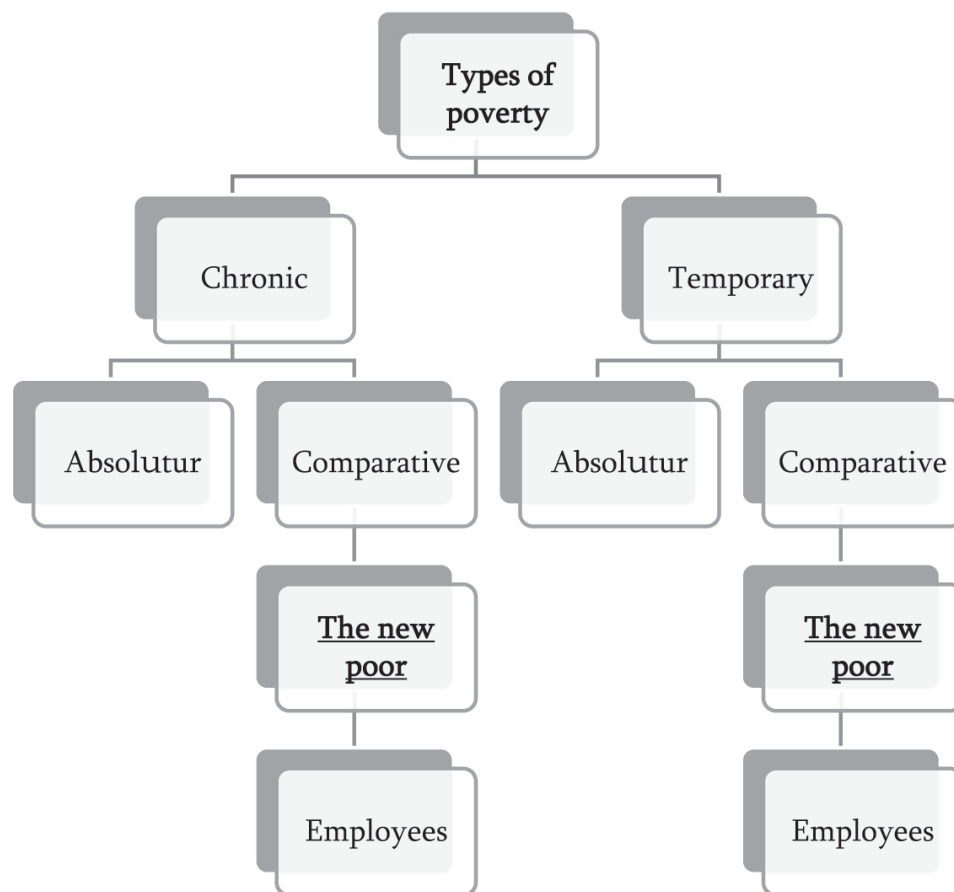 Types of
poverty
Chronic
Temporary
Absolutur
Comparative
Absolutur
Comparative
The new
poor
The new
poor
Employees
Employees